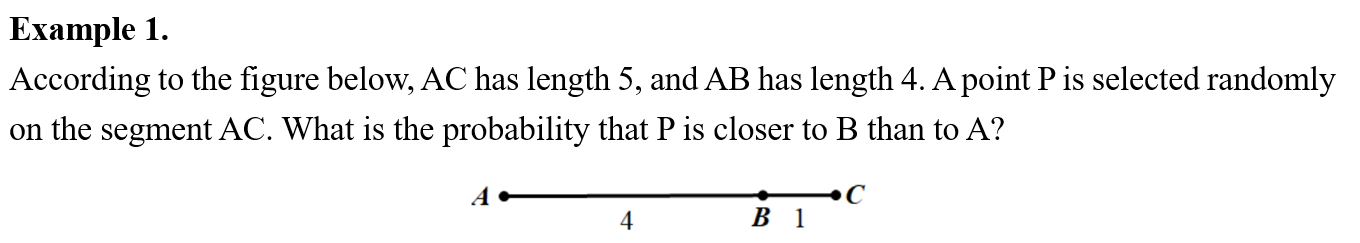 Example 1.
According to the figure below, AC has length 5, and AB has length 4. A point P is selected randomly
on the segment AC. What is the probability that P is closer to B than to A?
A C
4 B 1